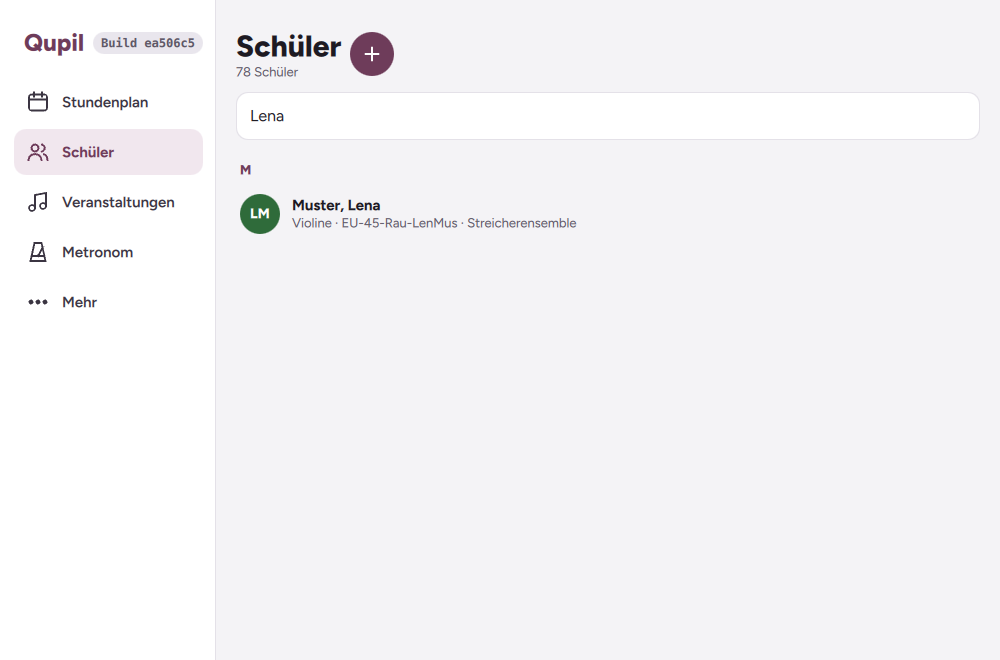 Qupil
Build ea506c5
Stundenplan
Schüler
Veranstaltungen
Metronom
Mehr
Schüler
78 Schüler
Lena
M
LM
Muster, Lena
Violine · EU-45-Rau-LenMus · Streicherensemble